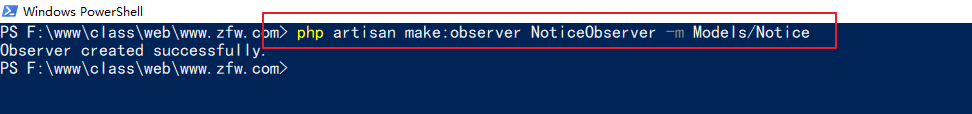 Windows PowerShell
PS F:\www\class\web\www.zfw.com> php artisan make:observer NoticeObserver -m Models/Notice
Observer created successfully.
PS F:\www\class\web\www.zfw.com>